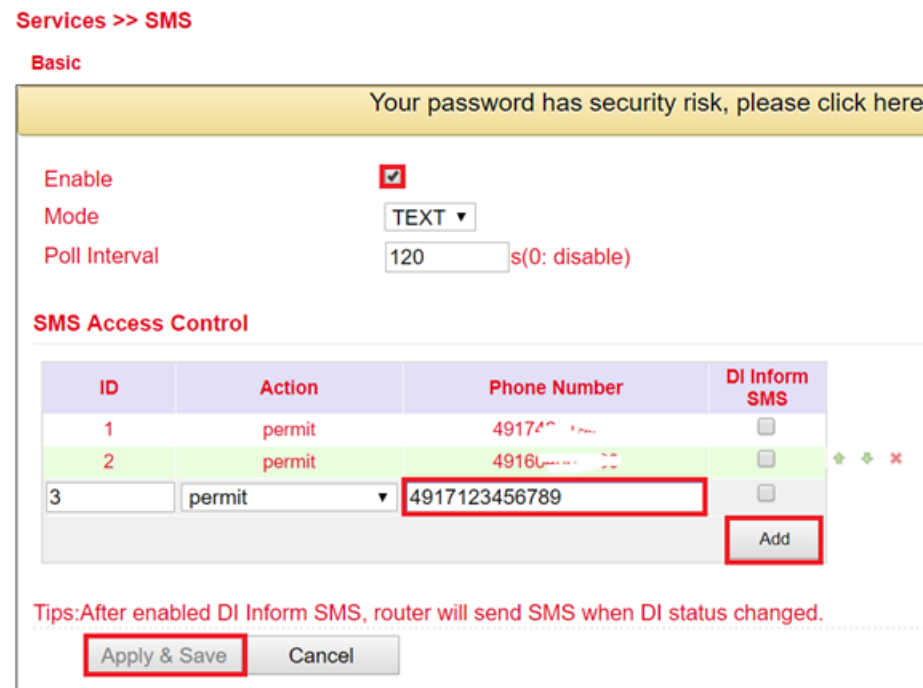 Services >> SMS
Basic
Your password has security risk, please click here
Enable
Mode TEXT
Poll Interval 120 s(0: disable)
SMS Access Control
ID Action Phone Number DI Inform SMS
1 permit
2 permit
3 permit 4917123456789
Add
Tips:After enabled DI Inform SMS, router will send SMS when DI status changed.
Apply & Save Cancel